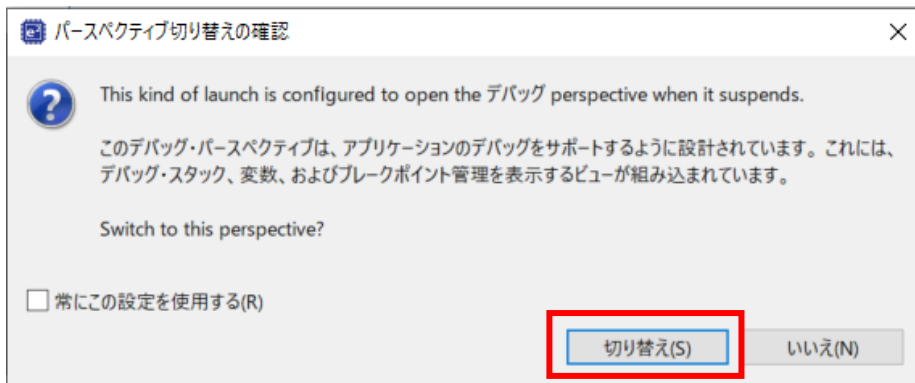 パースペクティブ切り替えの確認
This kind of launch is configured to open the デバッグ perspective when it suspends.
このデバッグ・パースペクティブは、アプリケーションのデバッグをサポートするように設計されています。これには、
デバッグ・スタック、変数、およびブレークポイント管理を表示するビューが組み込まれています。
Switch to this perspective?
常にこの設定を使用する(R)
切り替え(S) いいえ(N)